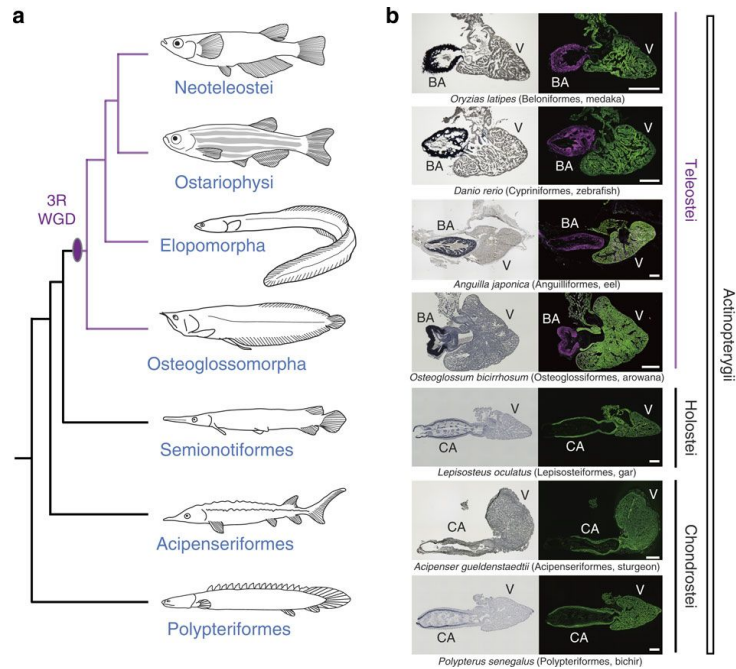 a
3R
WGD
Neoteleostei
Ostariophysi
Elopomorpha
Osteoglossomorpha
Semionotiformes
Acipenseriformes
Polypteriformes
b
BA
V
BA
V
Oryzias latipes (Beloniformes, medaka)
BA
V
BA
V
Danio rerio (Cypriniformes, zebrafish)
BA
V
BA
V
Anguilla japonica (Anguilliformes, eel)
BA
V
BA
V
Osteoglossum bicirrhosum (Osteoglossiformes, arowana)
CA
V
CA
V
Lepisosteus oculatus (Lepisosteiformes, gar)
CA
V
CA
V
Acipenser gueldenstaedtii (Acipenseriformes, sturgeon)
CA
V
CA
V
Polypterus senegalus (Polypteriformes, bichir)
Teleostei
Holostei
Chondrostei
Actinopterygii